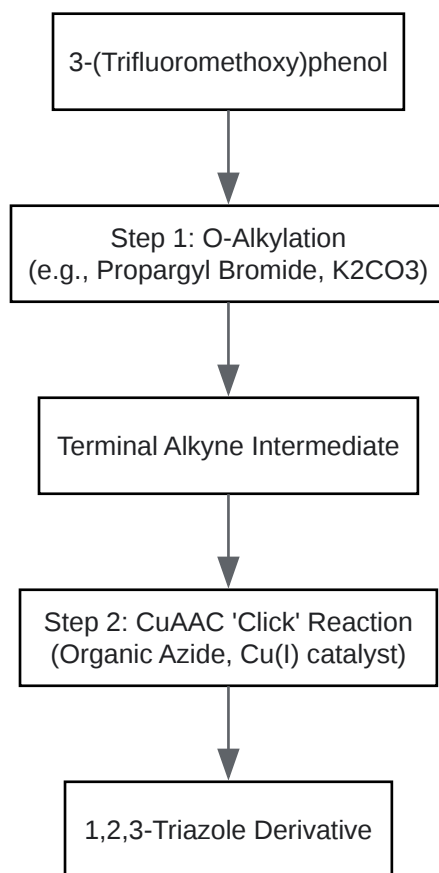 3-(Trifluoromethoxy)phenol
Step 1: O-Alkylation
(e.g., Propargyl Bromide, K2CO3)
Terminal Alkyne Intermediate
Step 2: CuAAC 'Click' Reaction
(Organic Azide, Cu(I) catalyst)
1,2,3-Triazole Derivative